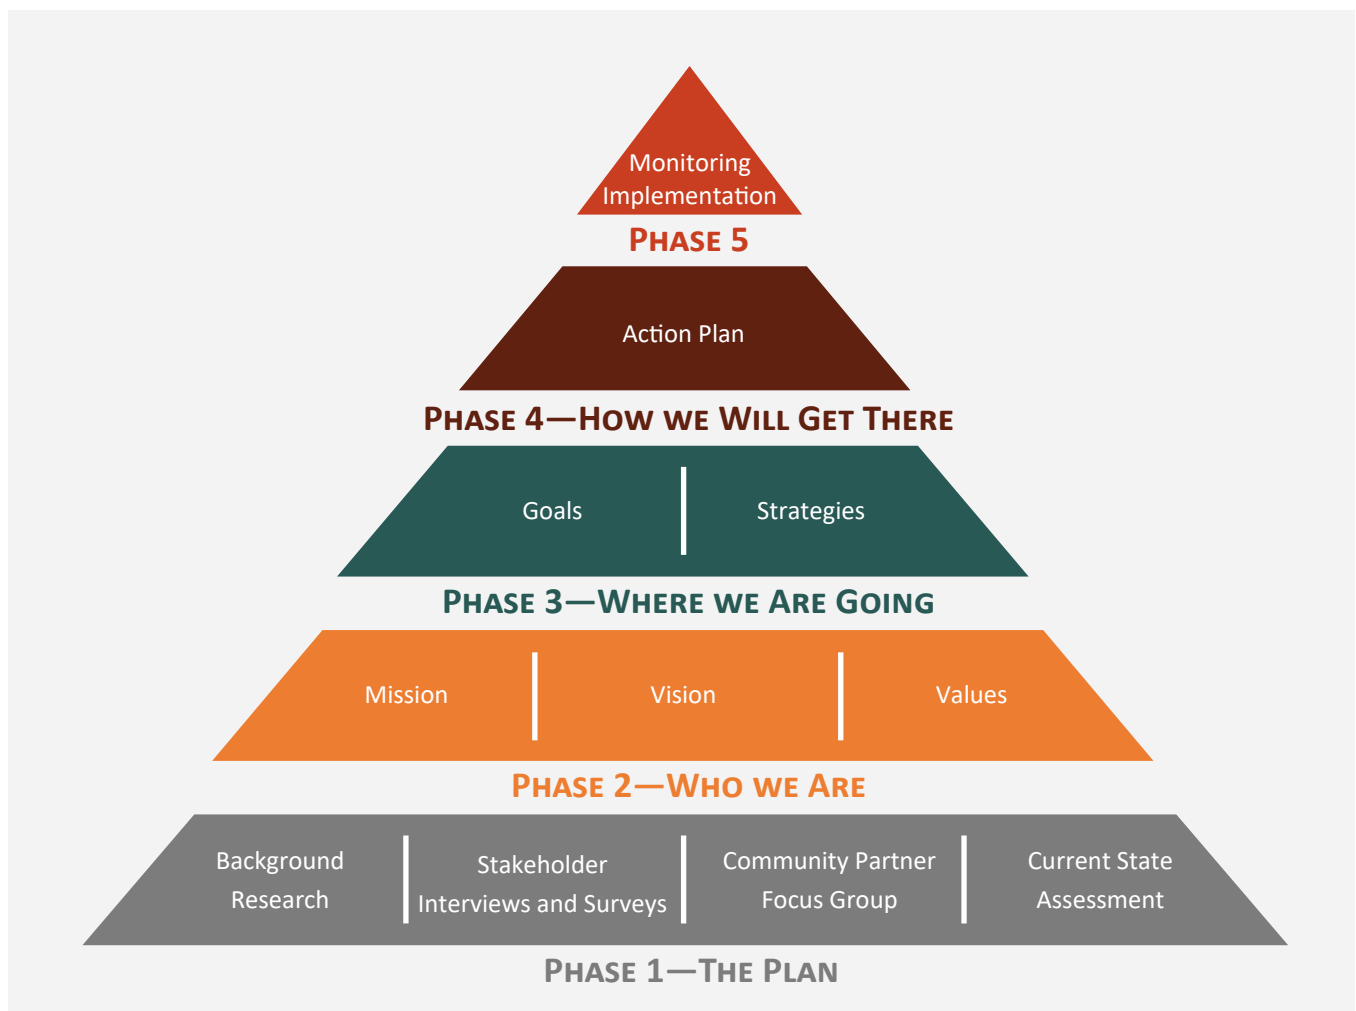 Monitoring
Implementation
PHASE 5
Action Plan
PHASE 4—HOW WE WILL GET THERE
Goals
Strategies
PHASE 3—WHERE WE ARE GOING
Mission
Vision
Values
PHASE 2—WHO WE ARE
Background
Research
Stakeholder
Interviews and Surveys
Community Partner
Focus Group
Current State
Assessment
PHASE 1—THE PLAN